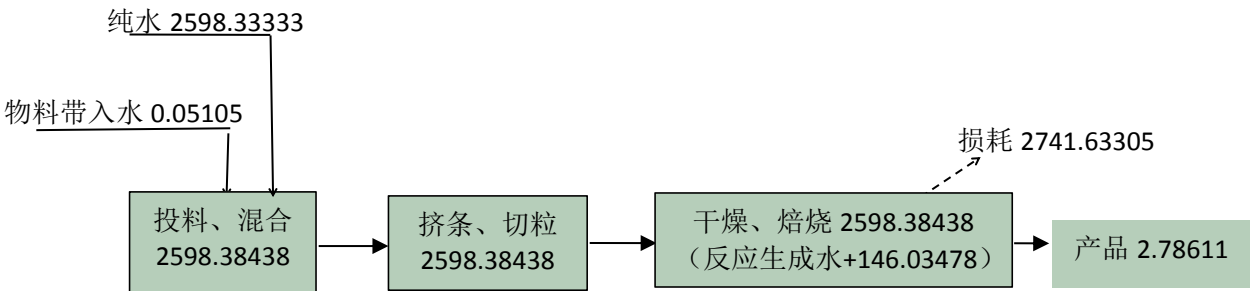 纯水 2598.33333
物料带入水 0.05105
损耗 2741.63305
投料、混合
2598.38438
挤条、切粒
2598.38438
干燥、焙烧 2598.38438
（反应生成水+146.03478）
产品 2.78611